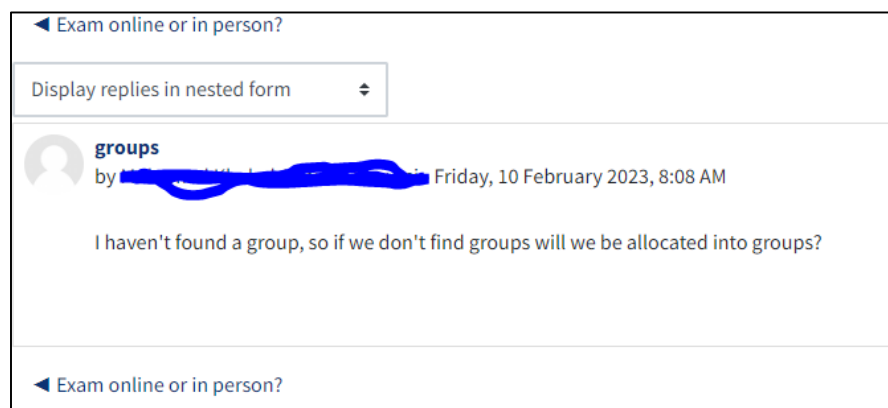 ◄ Exam online or in person?
Display replies in nested form
groups
by Friday, 10 February 2023, 8:08 AM
I haven't found a group, so if we don't find groups will we be allocated into groups?
◄ Exam online or in person?